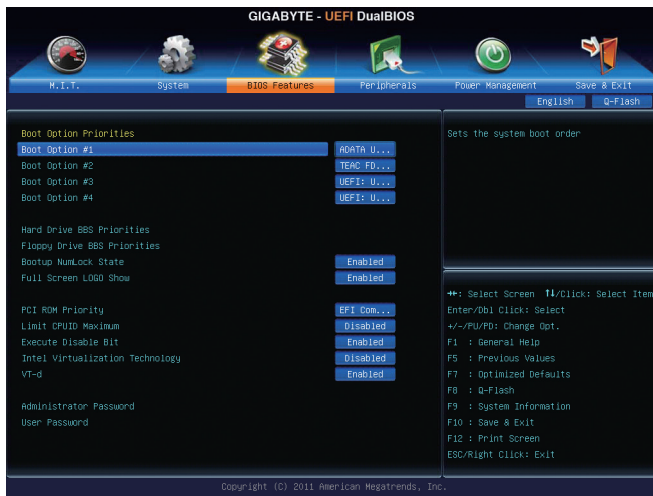 GIGABYTE - UEFI DualBIOS
M.I.T. System BIOS Features Peripherals Power Management Save & Exit
English Q-Flash
Boot Option Priorities
Boot Option #1 ADATA U...
Boot Option #2 TEAC FD...
Boot Option #3 UEFI: U...
Boot Option #4 UEFI: U...
Hard Drive BBS Priorities
Floppy Drive BBS Priorities
Bootup NumLock State Enabled
Full Screen LOGO Show Enabled
PCI ROM Priority EFI Com...
Limit CPUID Maximum Disabled
Execute Disable Bit Enabled
Intel Virtualization Technology Disabled
VT-d Enabled
Administrator Password
User Password
Sets the system boot order
→←: Select Screen ↑↓/Click: Select Item
Enter/Dbl Click: Select
+/-/PU/PD: Change Opt.
F1 : General Help
F5 : Previous Values
F7 : Optimized Defaults
F8 : Q-Flash
F9 : System Information
F10 : Save & Exit
F12 : Print Screen
ESC/Right Click: Exit
Copyright (C) 2011 American Megatrends, Inc.